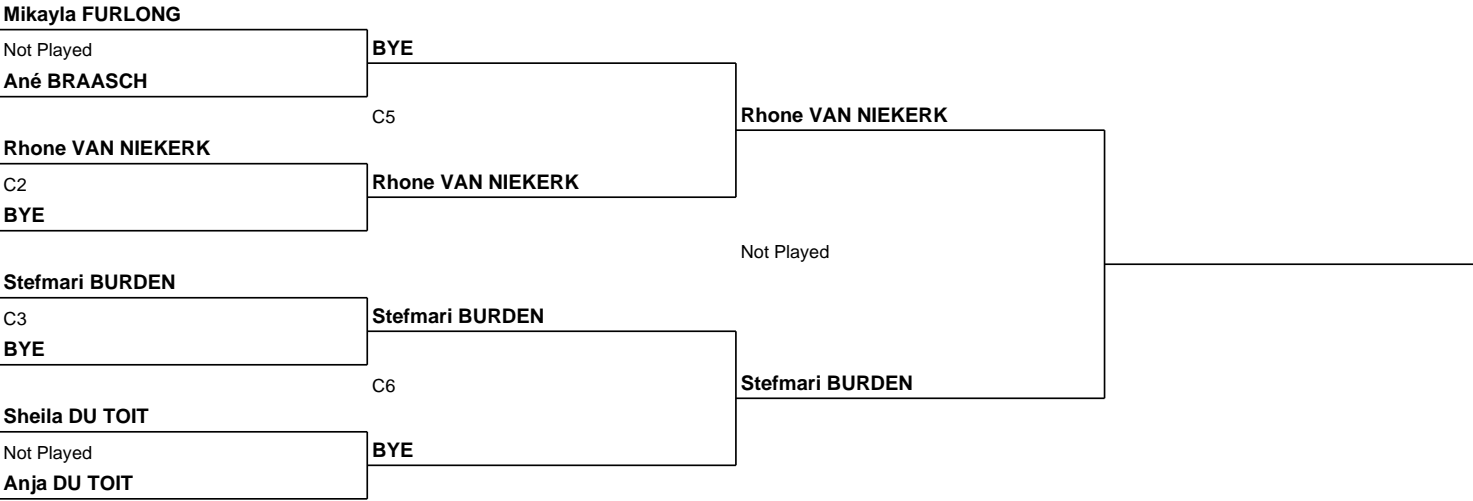 Mikayla FURLONG
Not Played
BYE
Ané BRAASCH
C5
Rhone VAN NIEKERK
Rhone VAN NIEKERK
C2
Rhone VAN NIEKERK
BYE
Not Played
Stefmari BURDEN
C3
Stefmari BURDEN
BYE
C6
Stefmari BURDEN
Sheila DU TOIT
Not Played
BYE
Anja DU TOIT